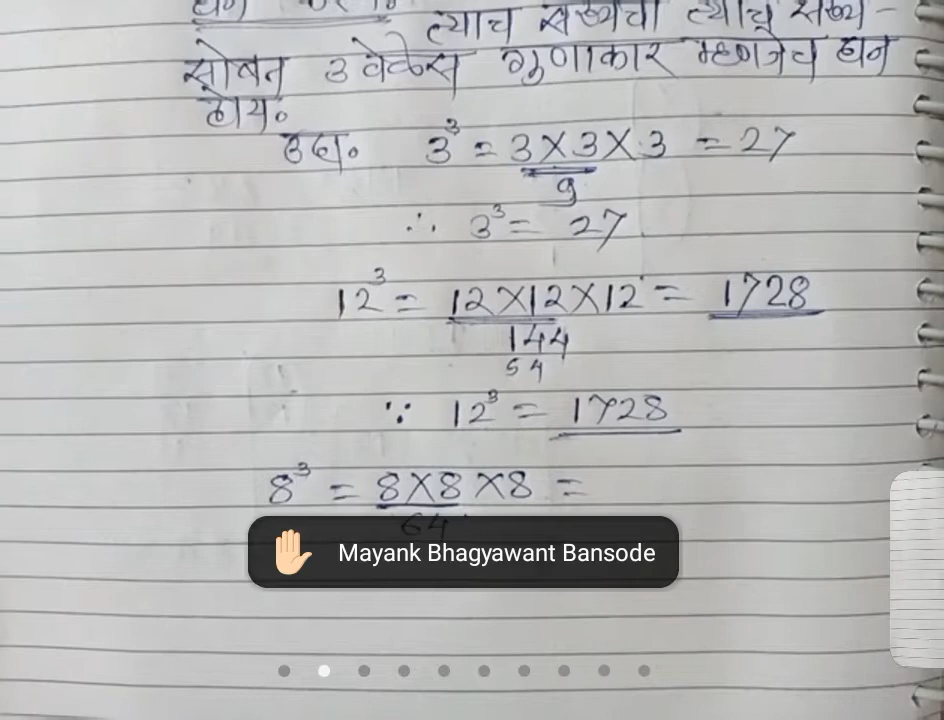 त्याच संख्येचा त्याच संख्ये-
सोबत 3 वेळेस गुणाकार म्हणजेच घन
होय.
उदा. 3³ = 3×3×3 = 27
9
∴ 3³ = 27
12³ = 12×12×12 = 1728
144
54
∵ 12³ = 1728
8³ = 8×8×8 =
64
Mayank Bhagyawant Bansode